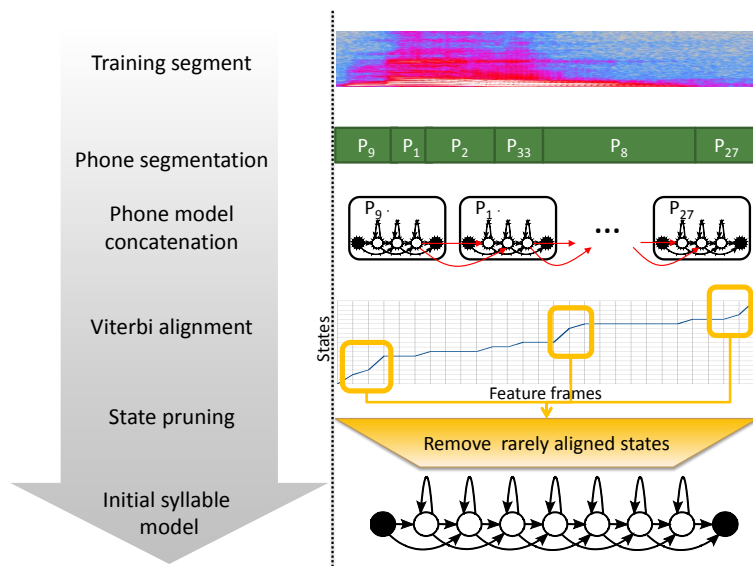 Training segment
Phone segmentation
P9 P1 P2 P33 P8 P27
Phone model
concatenation
P9 P1 ... P27
Viterbi alignment
States
Feature frames
State pruning
Remove rarely aligned states
Initial syllable
model